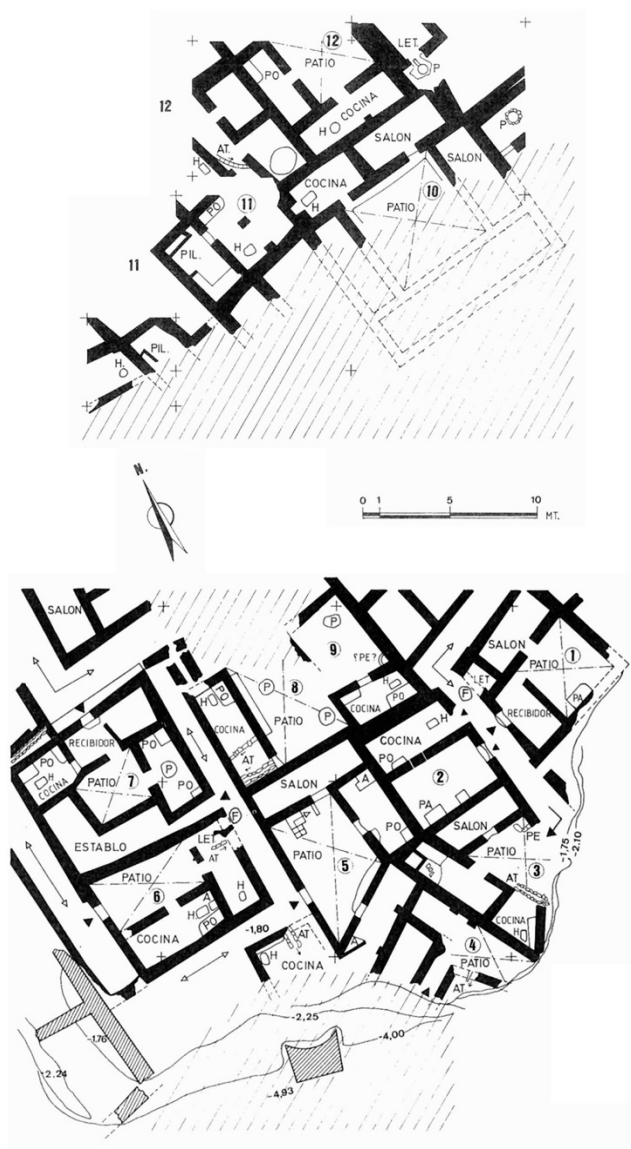 12
PATIO
LET.
P
PO
COCINA
H
12
SALON
P
AT.
H
SALON
COCINA
H
PO
11
10
PATIO
H
11
PIL.
H.
PIL.
N.
0 1 5 10
MT.
SALON
9
¿PE?
SALON
1
PATIO
LET
P
8
H
PO
H
COCINA
PO
F
PA
RECIBIDOR
P
RECIBIDOR
PO
COCINA
PATIO
COCINA
H
PO
H
COCINA
PATIO
7
P
PO
AT
SALON
A
2
PA
SALON
PE
F
ESTABLO
LET
AT
PO
PATIO
3
-1,75
-2,10
PATIO
PATIO
5
AT
6
A
H
H
COCINA
PO
COCINA
H
-1,80
AT
H
COCINA
A
4
PATIO
AT
-2,25
-1.76
-4,00
-2.24
-4,93